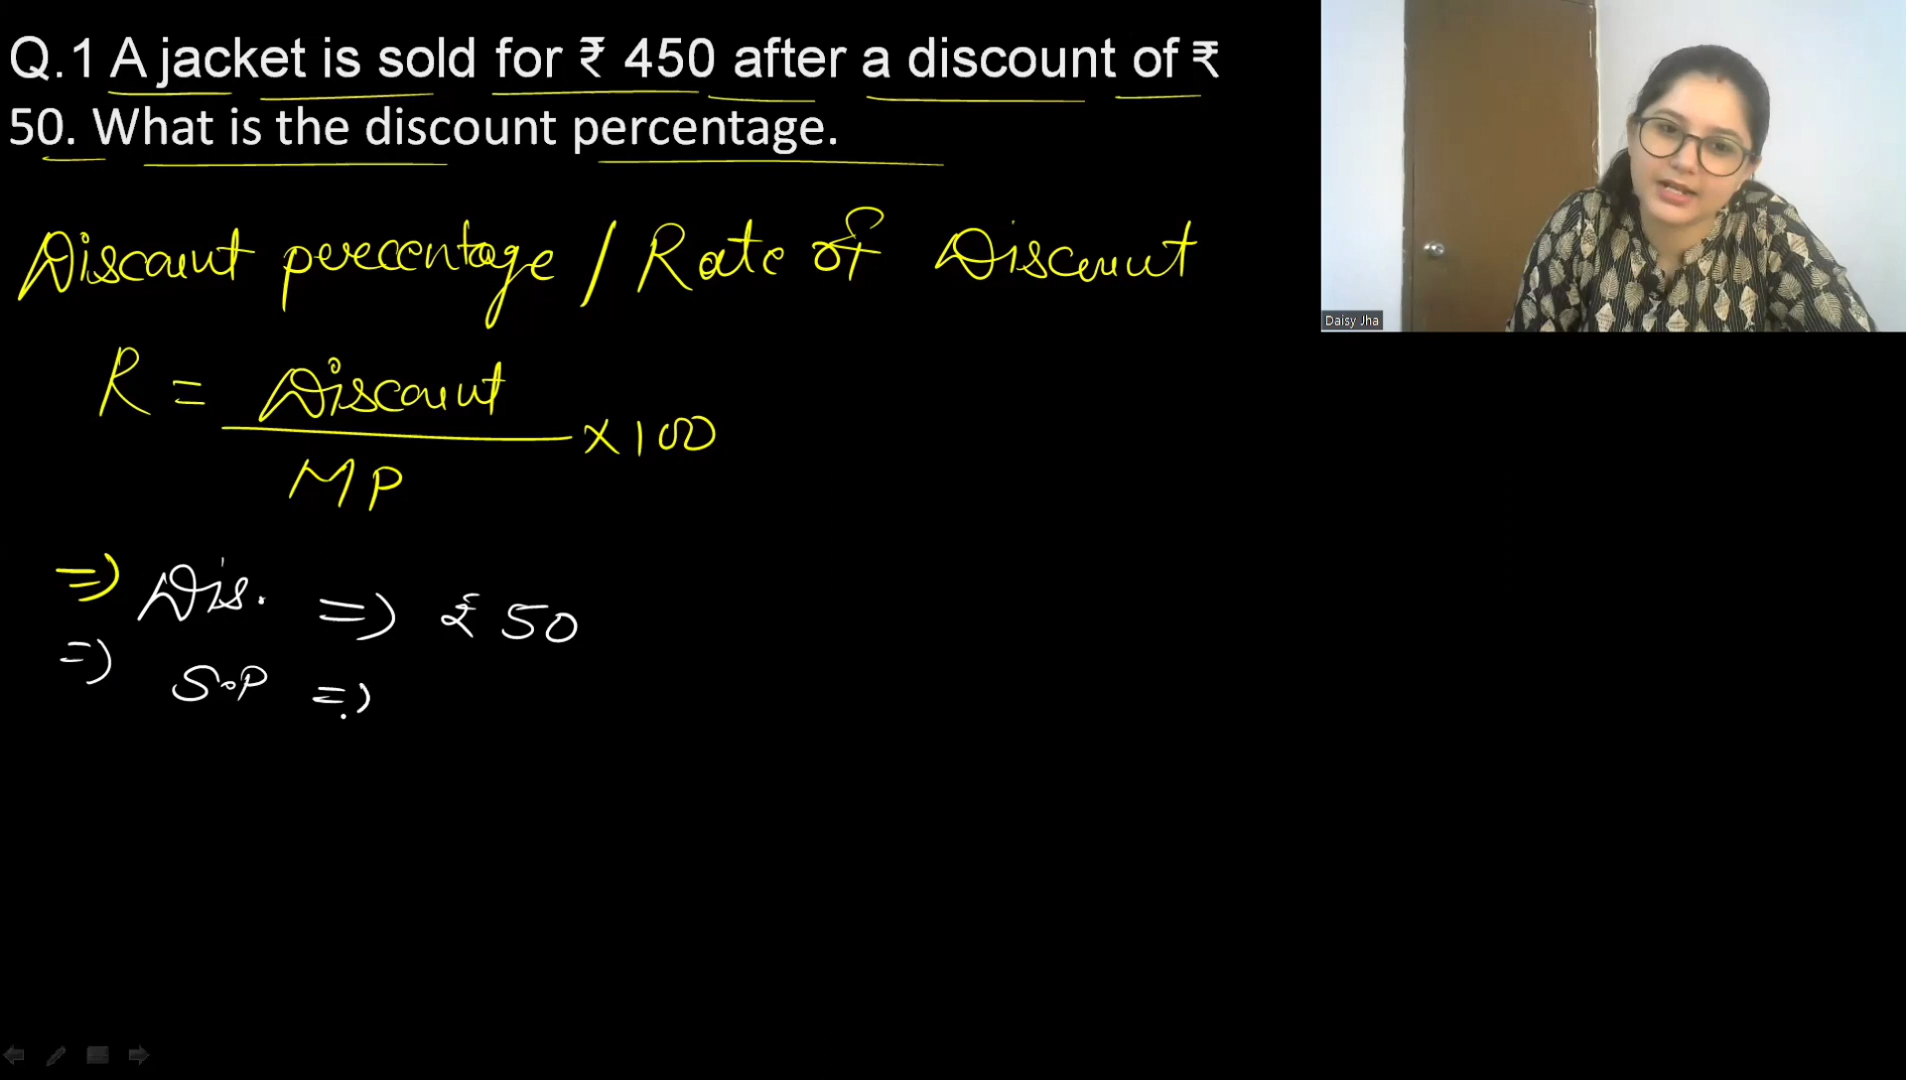 Q.1 A jacket is sold for ₹ 450 after a discount of ₹
50. What is the discount percentage.
Discount percentage / Rate of Discount
R = Discount
× 100
MP
=) Dis. =) ₹ 50
=) S.P =)
Daisy Jha